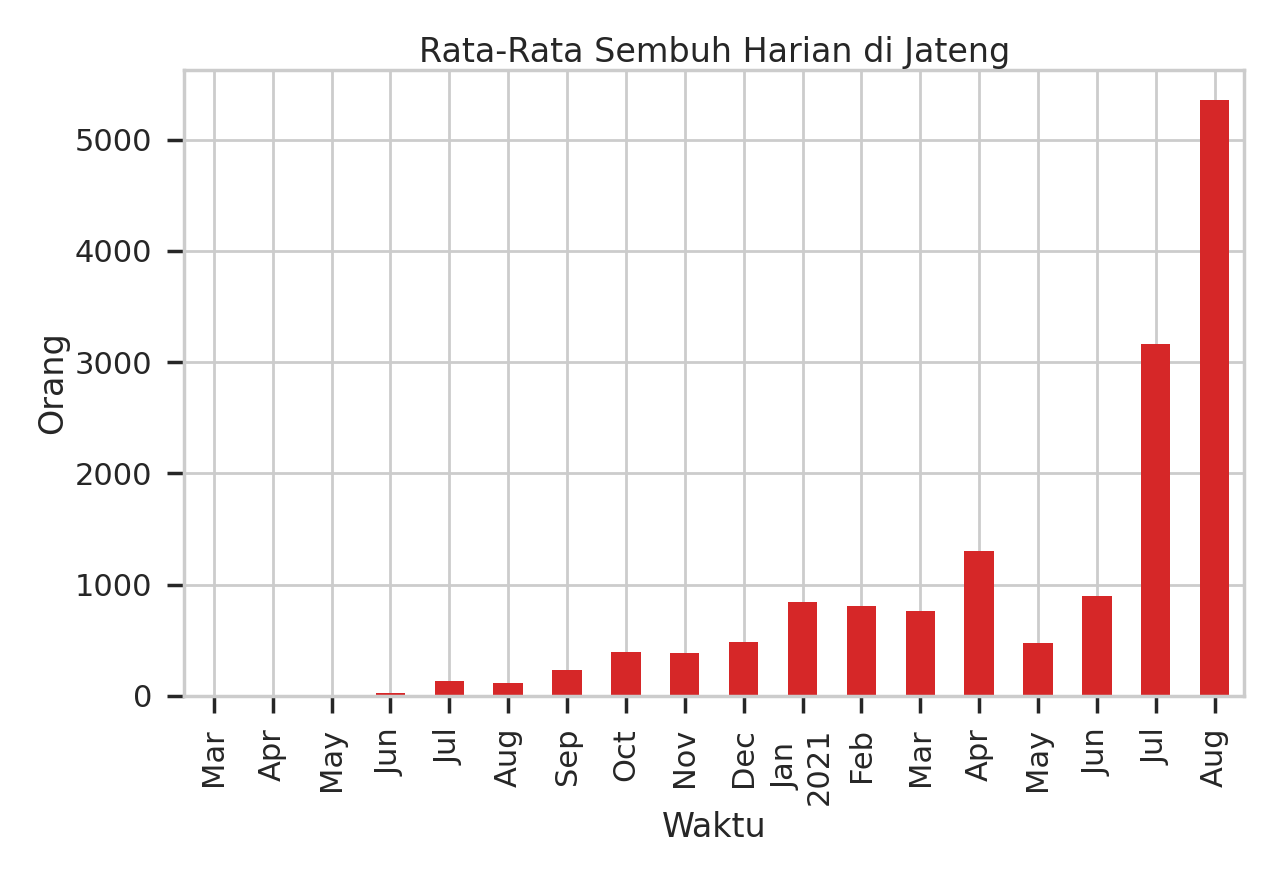 Rata-Rata Sembuh Harian di Jateng
Orang
5000
4000
3000
2000
1000
0
Mar
Apr
May
Jun
Jul
Aug
Sep
Oct
Nov
Dec
Jan
2021
Feb
Mar
Apr
May
Jun
Jul
Aug
Waktu